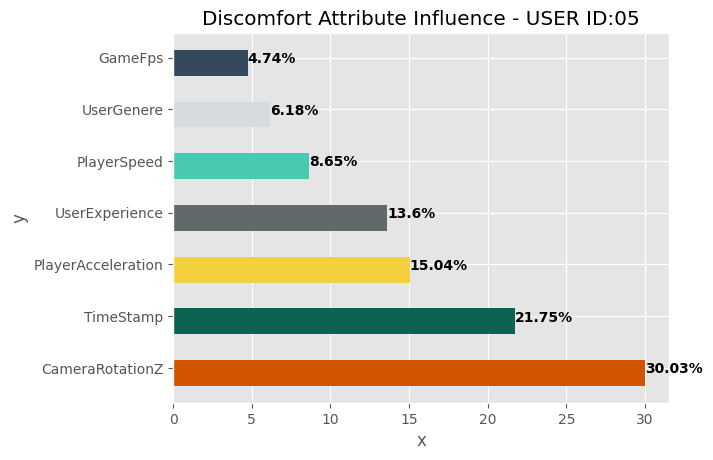 Discomfort Attribute Influence - USER ID:05
GameFps
4.74%
UserGenere
6.18%
PlayerSpeed
8.65%
UserExperience
13.6%
PlayerAcceleration
15.04%
TimeStamp
21.75%
CameraRotationZ
30.03%
y
0 5 10 15 20 25 30
x